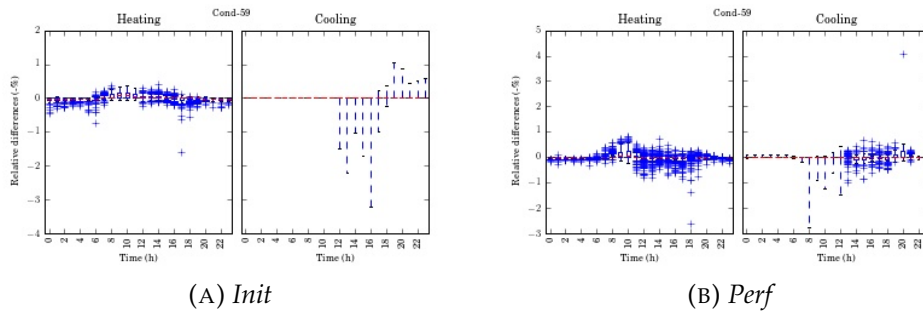 Cond-59
Heating
Cooling
Relative differences (-%)
2
1
0
−1
−2
−3
−4
0 2 4 6 8 10 12 14 16 18 20 22
0 2 4 6 8 10 12 14 16 18 20 22
Time (h)
Time (h)
(A) Init
Cond-59
Heating
Cooling
Relative differences (-%)
5
4
3
2
1
0
−1
−2
−3
0 2 4 6 8 10 12 14 16 18 20 22
0 2 4 6 8 10 12 14 16 18 20 22
Time (h)
Time (h)
(B) Perf